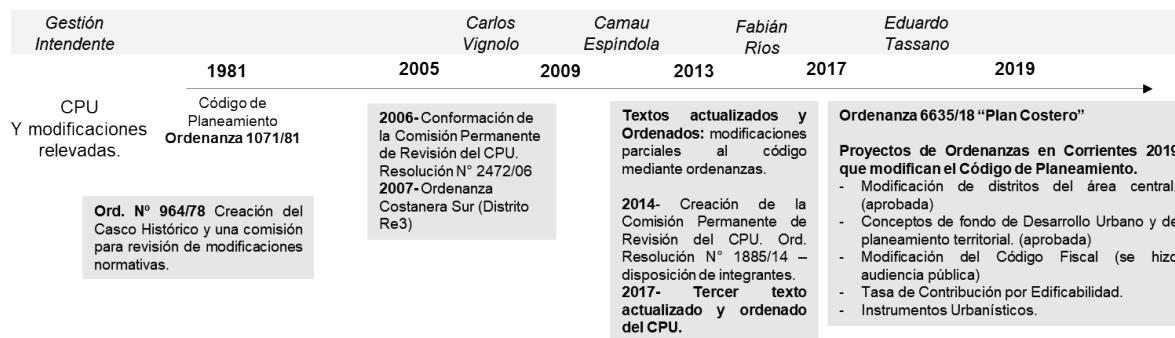 Gestión
Intendente
Carlos
Vignolo
Camau
Espíndola
Fabián
Ríos
Eduardo
Tassano
1981
2005
2009
2013
2017
2019
CPU
Y modificaciones
relevadas.
Código de
Planeamiento
Ordenanza 1071/81
Ord. Nº 964/78 Creación del
Casco Histórico y una comisión
para revisión de modificaciones
normativas.
2006- Conformación de
la Comisión Permanente
de Revisión del CPU.
Resolución N° 2472/06
2007- Ordenanza
Costanera Sur (Distrito
Re3)
Textos actualizados y
Ordenados: modificaciones
parciales al código
mediante ordenanzas.
2014- Creación de la
Comisión Permanente de
Revisión del CPU. Ord.
Resolución N° 1885/14 –
disposición de integrantes.
2017- Tercer texto
actualizado y ordenado
del CPU.
Ordenanza 6635/18 “Plan Costero”
Proyectos de Ordenanzas en Corrientes 2019
que modifican el Código de Planeamiento.
- Modificación de distritos del área central.
(aprobada)
- Conceptos de fondo de Desarrollo Urbano y de
planeamiento territorial. (aprobada)
- Modificación del Código Fiscal (se hizo
audiencia pública)
- Tasa de Contribución por Edificabilidad.
- Instrumentos Urbanísticos.